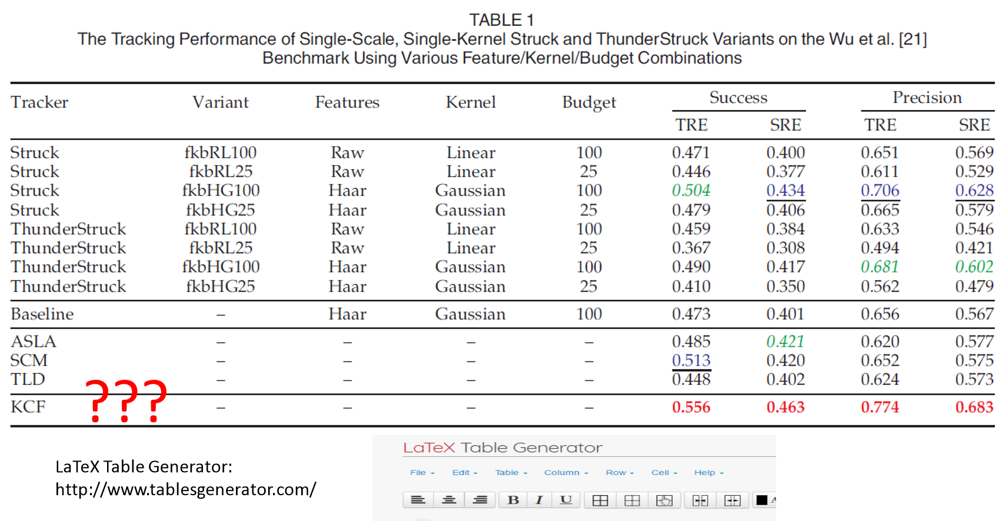 TABLE 1
The Tracking Performance of Single-Scale, Single-Kernel Struck and ThunderStruck Variants on the Wu et al. [21]
Benchmark Using Various Feature/Kernel/Budget Combinations
Tracker Variant Features Kernel Budget Success Precision
TRE SRE TRE SRE
Struck fkbRL100 Raw Linear 100 0.471 0.400 0.651 0.569
Struck fkbRL25 Raw Linear 25 0.446 0.377 0.611 0.529
Struck fkbHG100 Haar Gaussian 100 0.504 0.434 0.706 0.628
Struck fkbHG25 Haar Gaussian 25 0.479 0.406 0.665 0.579
ThunderStruck fkbRL100 Raw Linear 100 0.459 0.384 0.633 0.546
ThunderStruck fkbRL25 Raw Linear 25 0.367 0.308 0.494 0.421
ThunderStruck fkbHG100 Haar Gaussian 100 0.490 0.417 0.681 0.602
ThunderStruck fkbHG25 Haar Gaussian 25 0.410 0.350 0.562 0.479
Baseline – Haar Gaussian 100 0.473 0.401 0.656 0.567
ASLA – – – – 0.485 0.421 0.620 0.577
SCM – – – – 0.513 0.420 0.652 0.575
TLD – – – – 0.448 0.402 0.624 0.573
KCF ??? – – – – 0.556 0.463 0.774 0.683
LaTeX Table Generator:
http://www.tablesgenerator.com/
LaTeX Table Generator
File Edit Table Column Row Cell Help
B I U